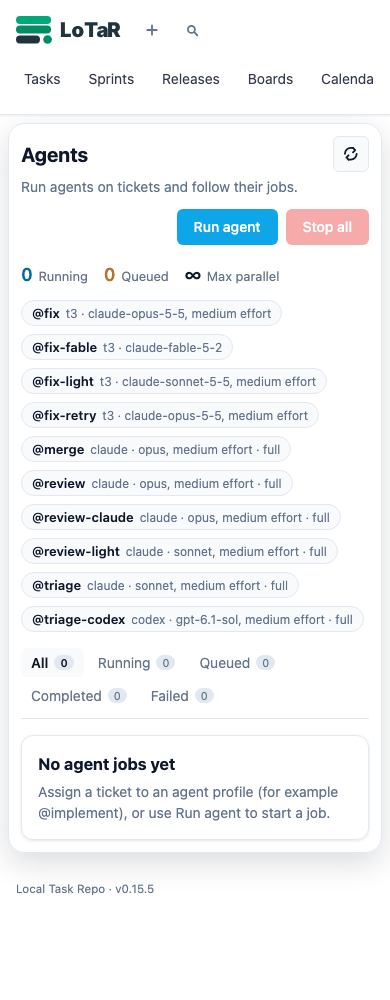 LoTaR
Tasks Sprints Releases Boards Calenda
Agents
Run agents on tickets and follow their jobs.
Run agent Stop all
0 Running 0 Queued ∞ Max parallel
@fix t3 · claude-opus-5-5, medium effort
@fix-fable t3 · claude-fable-5-2
@fix-light t3 · claude-sonnet-5-5, medium effort
@fix-retry t3 · claude-opus-5-5, medium effort
@merge claude · opus, medium effort · full
@review claude · opus, medium effort · full
@review-claude claude · opus, medium effort · full
@review-light claude · sonnet, medium effort · full
@triage claude · sonnet, medium effort · full
@triage-codex codex · gpt-6.1-sol, medium effort · full
All 0 Running 0 Queued 0
Completed 0 Failed 0
No agent jobs yet
Assign a ticket to an agent profile (for example
@implement), or use Run agent to start a job.
Local Task Repo · v0.15.5